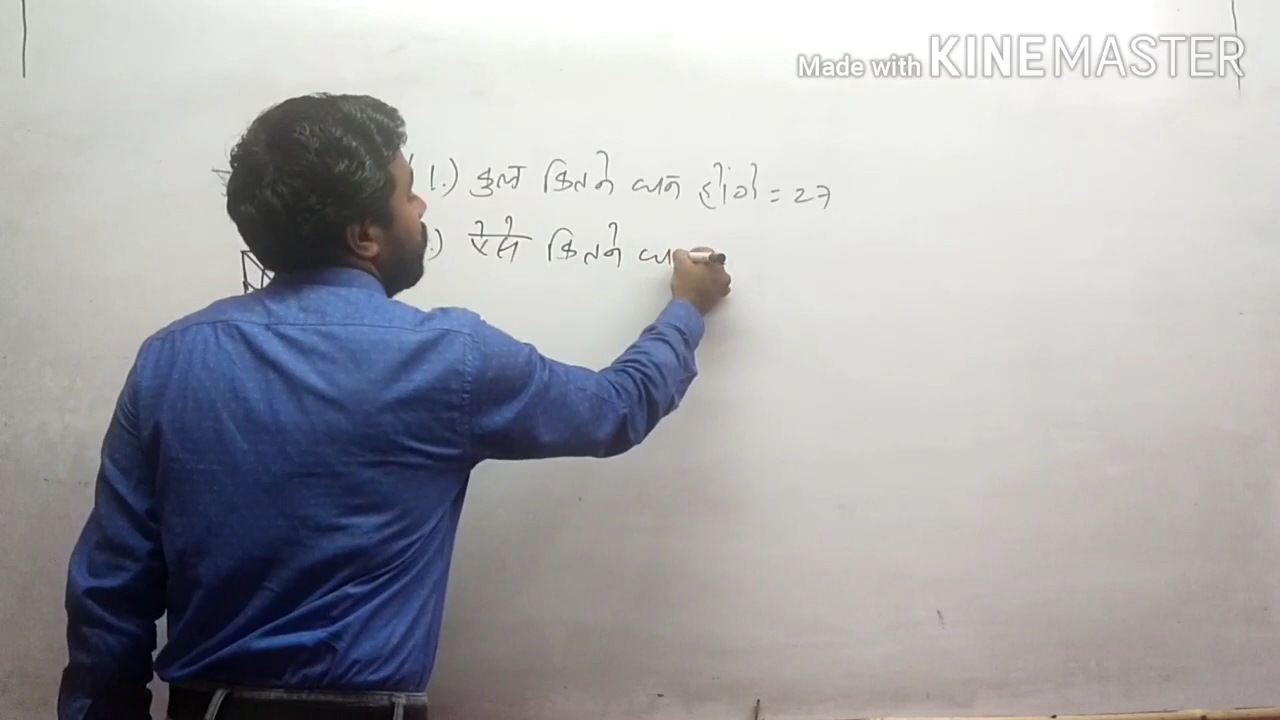 Made with KINEMASTER
1.) कुल कितने घन होंगे = 27
.) ऐसे कितने